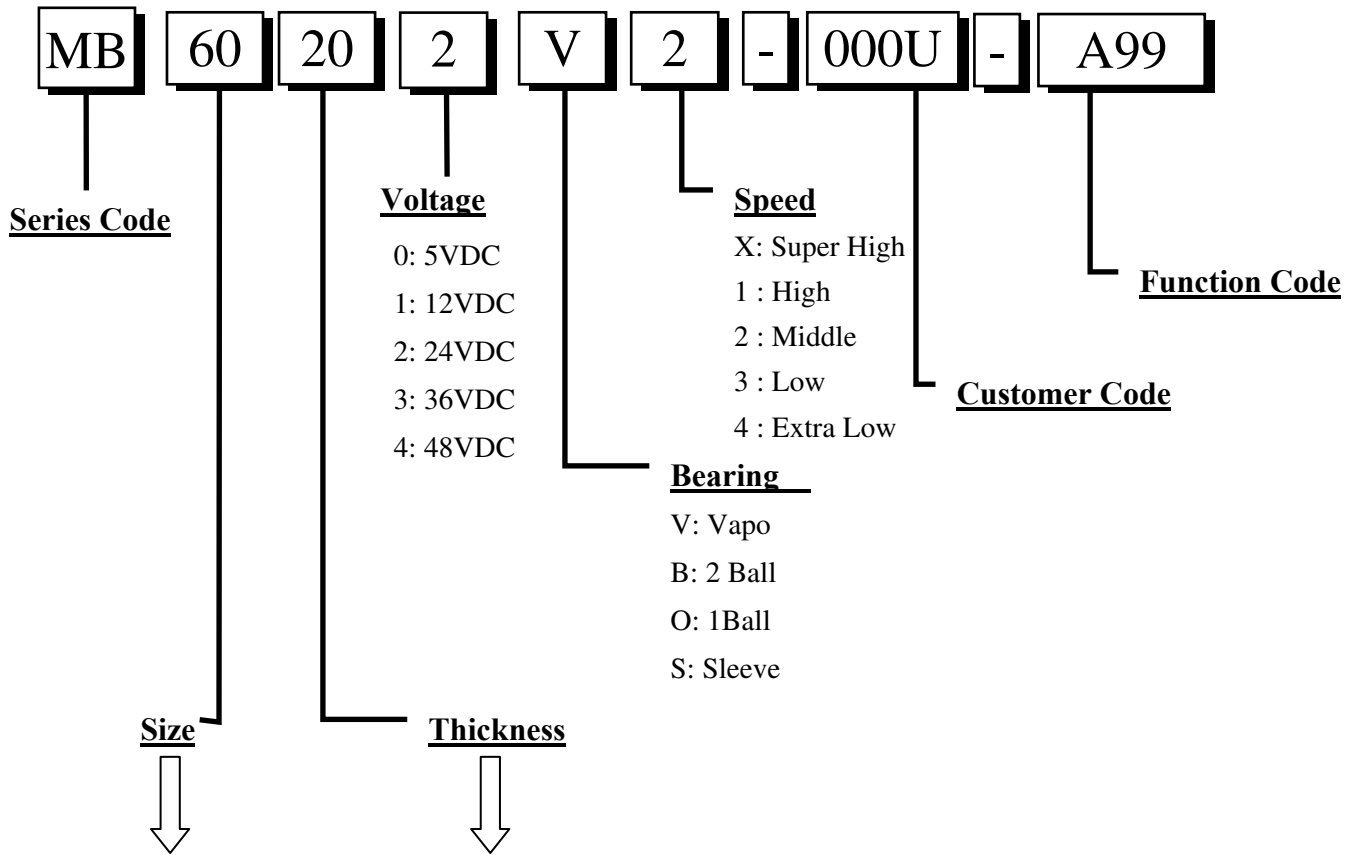 MB 60 20 2 V 2 - 000U - A99
Series Code
Voltage
0: 5VDC
1: 12VDC
2: 24VDC
3: 36VDC
4: 48VDC
Speed
X: Super High
1 : High
2 : Middle
3 : Low
4 : Extra Low
Function Code
Customer Code
Bearing
V: Vapo
B: 2 Ball
O: 1Ball
S: Sleeve
Size
Thickness